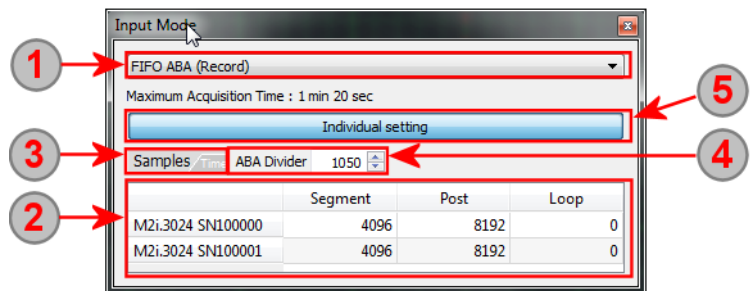 Input Mode
1
FIFO ABA (Record)
Maximum Acquisition Time : 1 min 20 sec
5
Individual setting
3
Samples Time ABA Divider 1050
4
Segment Post Loop
2
M2i.3024 SN100000 4096 8192 0
M2i.3024 SN100001 4096 8192 0